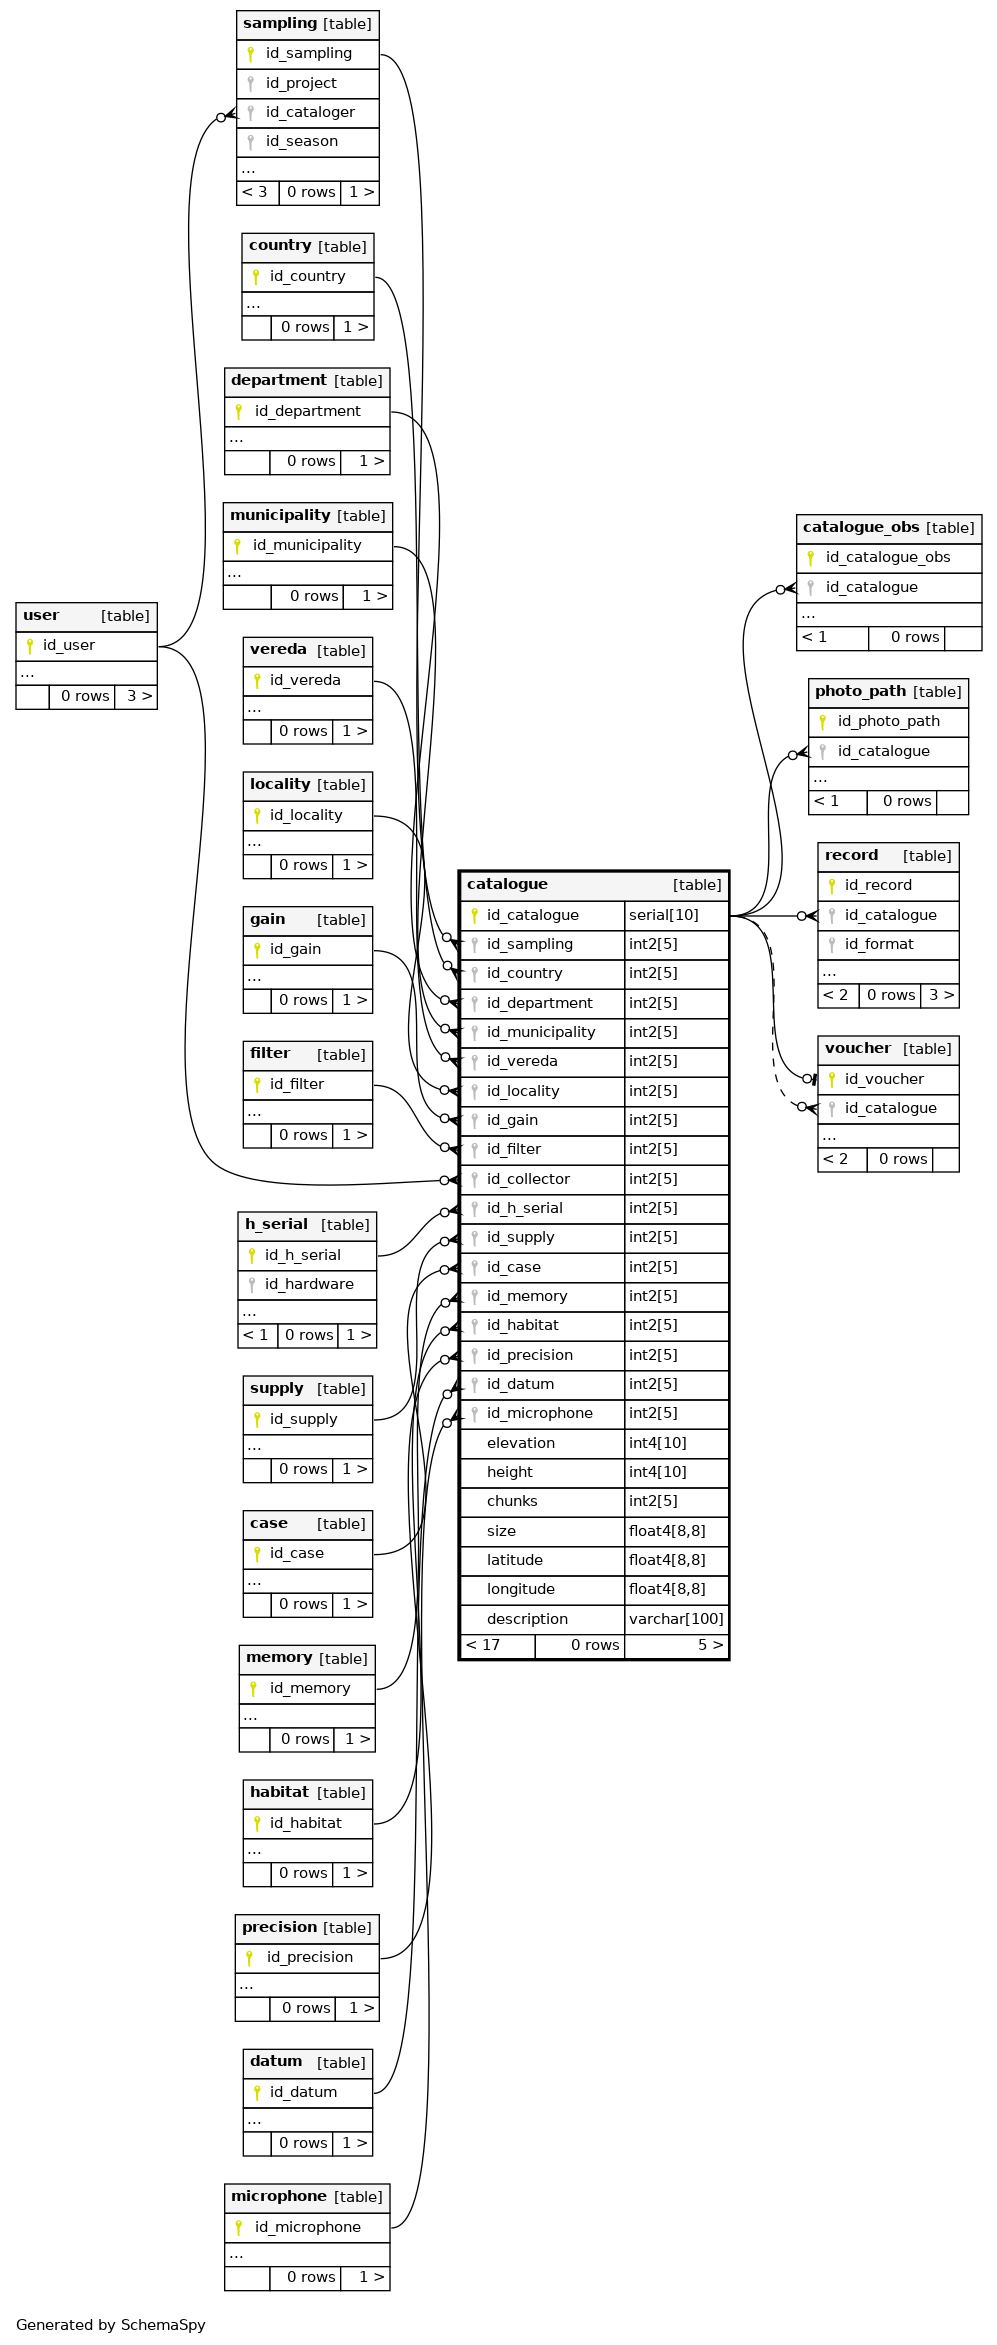 sampling [table]
id_sampling
id_project
id_cataloger
id_season
...
< 3 0 rows 1 >
country [table]
id_country
...
0 rows 1 >
department [table]
id_department
...
0 rows 1 >
municipality [table]
id_municipality
...
0 rows 1 >
user [table]
id_user
...
0 rows 3 >
vereda [table]
id_vereda
...
0 rows 1 >
locality [table]
id_locality
...
0 rows 1 >
gain [table]
id_gain
...
0 rows 1 >
filter [table]
id_filter
...
0 rows 1 >
h_serial [table]
id_h_serial
id_hardware
...
< 1 0 rows 1 >
supply [table]
id_supply
...
0 rows 1 >
case [table]
id_case
...
0 rows 1 >
memory [table]
id_memory
...
0 rows 1 >
habitat [table]
id_habitat
...
0 rows 1 >
precision [table]
id_precision
...
0 rows 1 >
datum [table]
id_datum
...
0 rows 1 >
microphone [table]
id_microphone
...
0 rows 1 >
catalogue [table]
id_catalogue serial[10]
id_sampling int2[5]
id_country int2[5]
id_department int2[5]
id_municipality int2[5]
id_vereda int2[5]
id_locality int2[5]
id_gain int2[5]
id_filter int2[5]
id_collector int2[5]
id_h_serial int2[5]
id_supply int2[5]
id_case int2[5]
id_memory int2[5]
id_habitat int2[5]
id_precision int2[5]
id_datum int2[5]
id_microphone int2[5]
elevation int4[10]
height int4[10]
chunks int2[5]
size float4[8,8]
latitude float4[8,8]
longitude float4[8,8]
description varchar[100]
< 17 0 rows 5 >
catalogue_obs [table]
id_catalogue_obs
id_catalogue
...
< 1 0 rows
photo_path [table]
id_photo_path
id_catalogue
...
< 1 0 rows
record [table]
id_record
id_catalogue
id_format
...
< 2 0 rows 3 >
voucher [table]
id_voucher
id_catalogue
...
< 2 0 rows
Generated by SchemaSpy